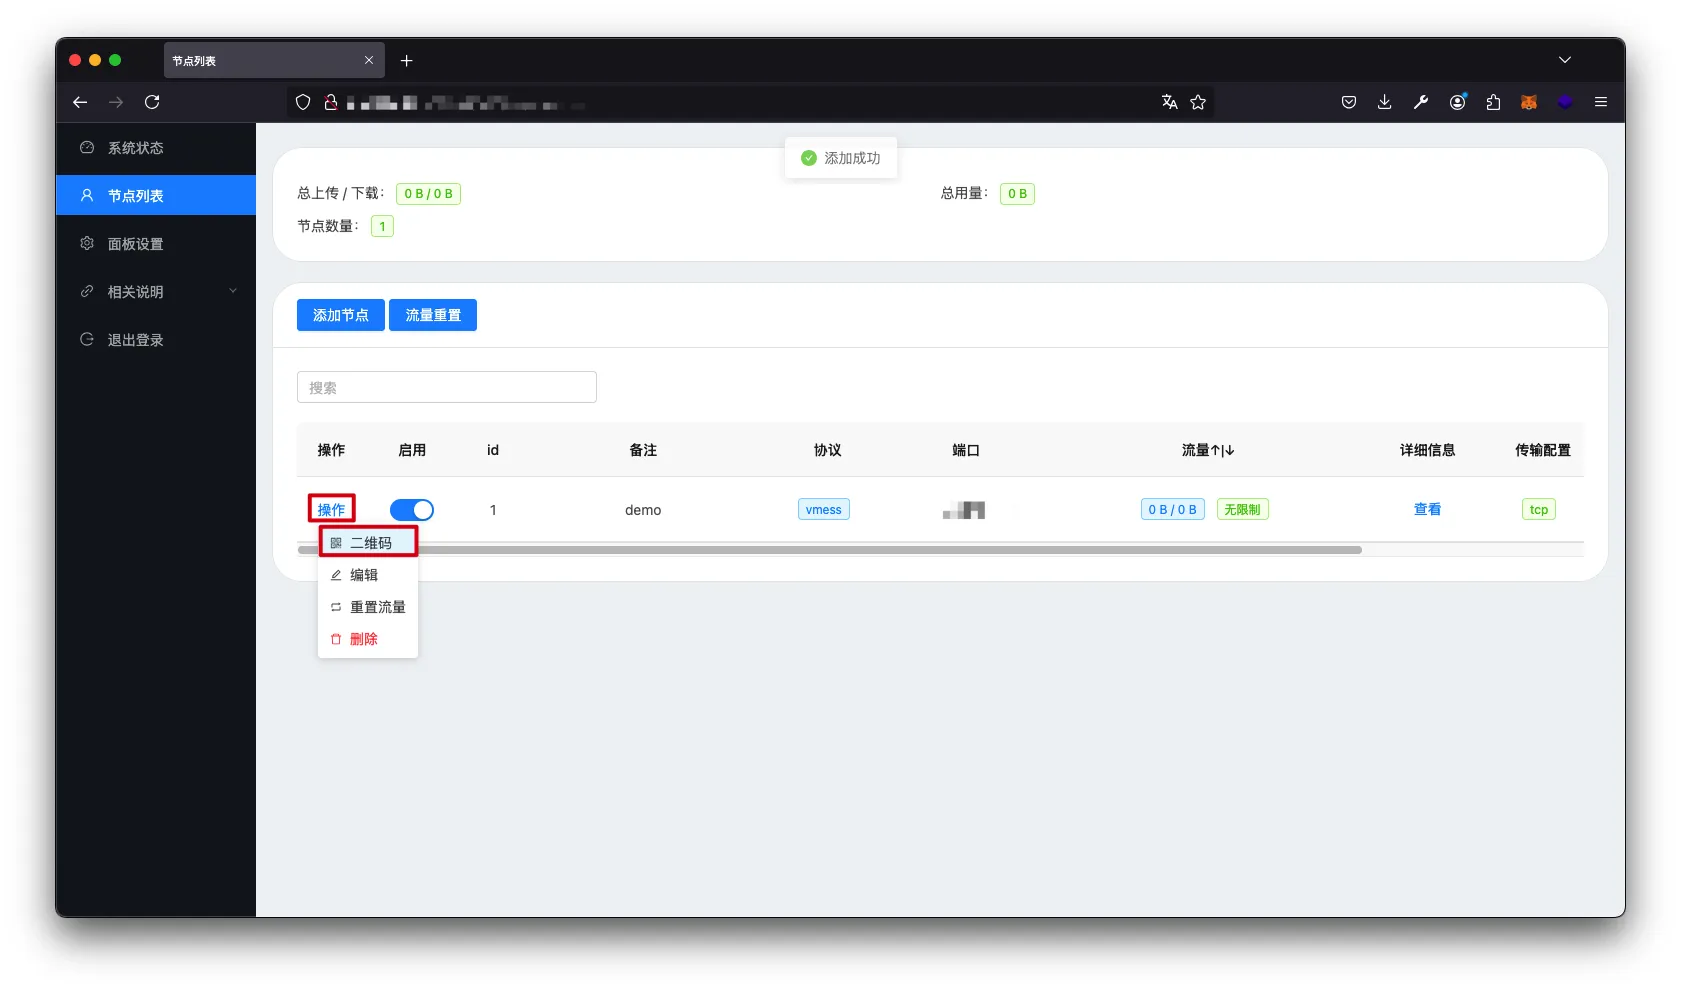 节点列表
系统状态
节点列表
面板设置
相关说明
退出登录
添加成功
总上传 / 下载： 0 B / 0 B
总用量： 0 B
节点数量： 1
添加节点 流量重置
搜索
操作 启用 id 备注 协议 端口 流量↑|↓ 详细信息 传输配置
操作 1 demo vmess 0 B / 0 B 无限制 查看 tcp
二维码
编辑
重置流量
删除